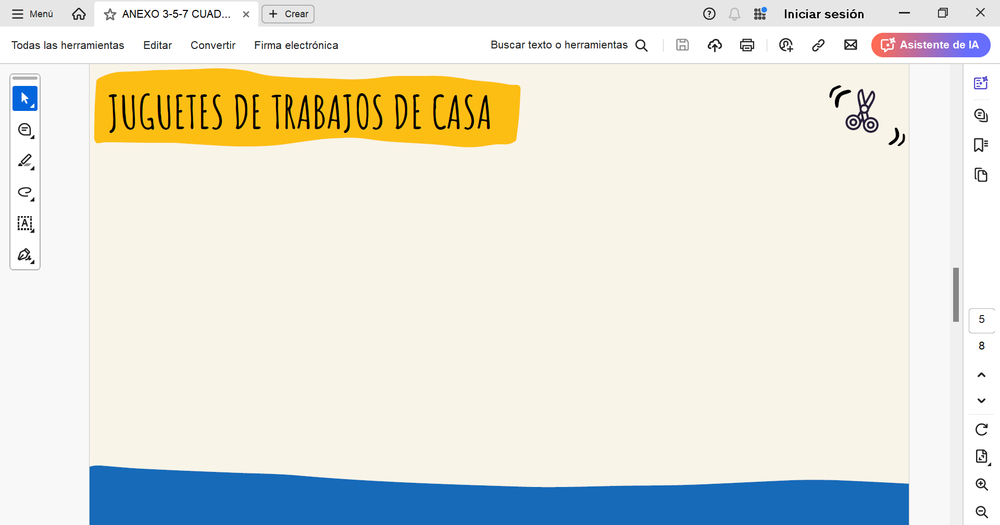 Menú
ANEXO 3-5-7 CUAD...
Crear
Iniciar sesión
Todas las herramientas
Editar
Convertir
Firma electrónica
Buscar texto o herramientas
Asistente de IA
JUGUETES DE TRABAJOS DE CASA
5
8